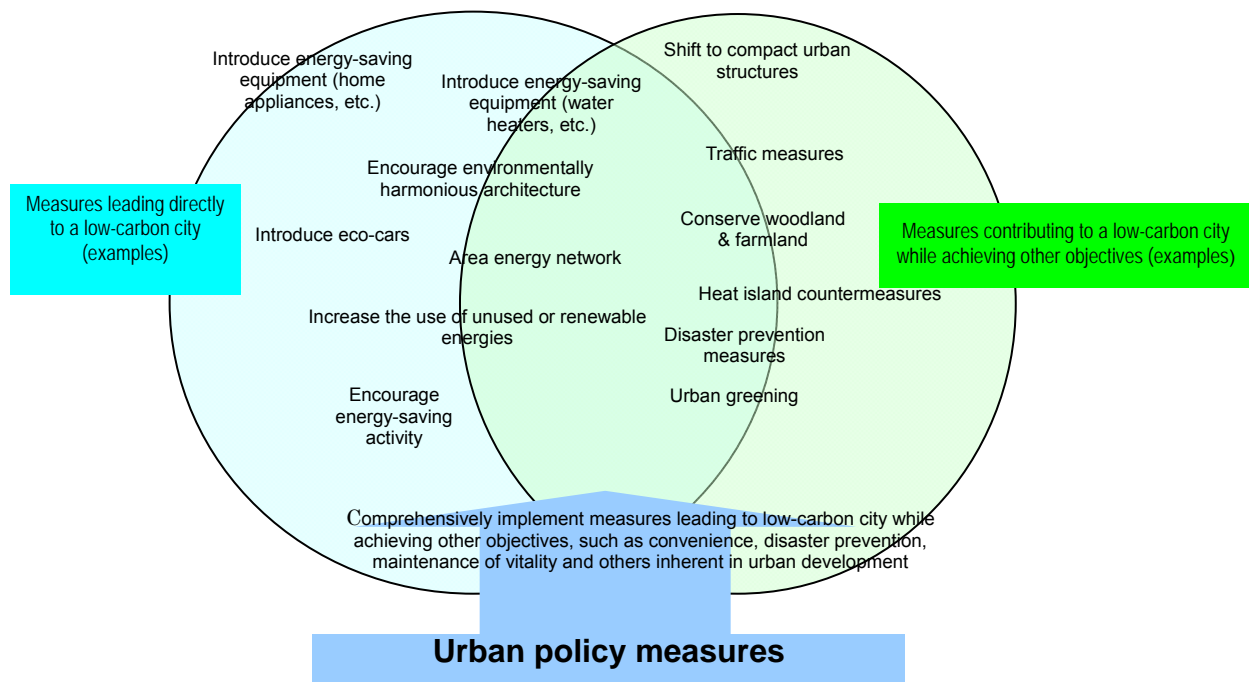 Introduce energy-saving
equipment (home
appliances, etc.)
Introduce energy-saving
equipment (water
heaters, etc.)
Shift to compact urban
structures
Encourage environmentally
harmonious architecture
Traffic measures
Measures leading directly
to a low-carbon city
(examples)
Introduce eco-cars
Area energy network
Conserve woodland
& farmland
Measures contributing to a low-carbon city
while achieving other objectives (examples)
Increase the use of unused or renewable
energies
Heat island countermeasures
Disaster prevention
measures
Encourage
energy-saving
activity
Urban greening
Comprehensively implement measures leading to low-carbon city while
achieving other objectives, such as convenience, disaster prevention,
maintenance of vitality and others inherent in urban development
Urban policy measures